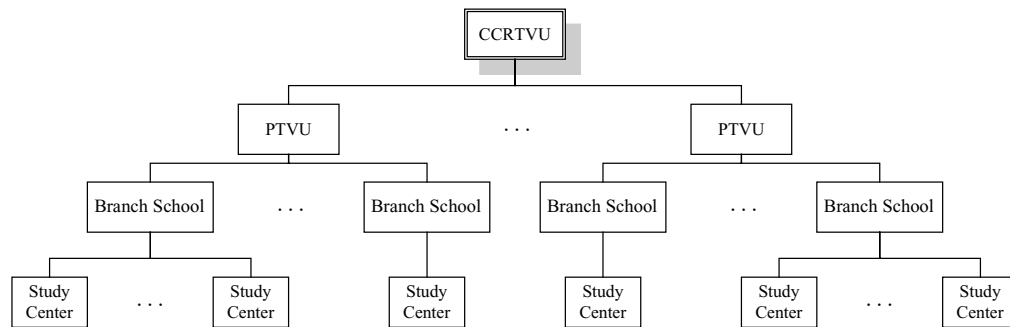 CCRTVU
PTVU
. . .
PTVU
Branch School
. . .
Branch School
Branch School
. . .
Branch School
Study
Center
. . .
Study
Center
Study
Center
Study
Center
Study
Center
. . .
Study
Center